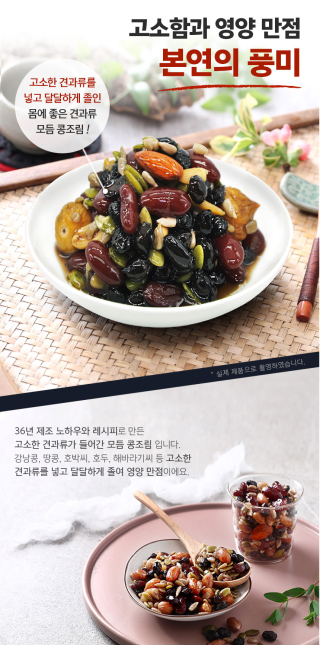 고소함과 영양 만점
본연의 풍미
고소한 견과류를
넣고 달달하게 졸인
몸에 좋은 견과류
모듬 콩조림 !
* 실제 제품으로 촬영하였습니다.
36년 제조 노하우와 레시피로 만든
고소한 견과류가 들어간 모듬 콩조림 입니다.
강낭콩, 땅콩, 호박씨, 호두, 해바라기씨 등 고소한
견과류를 넣고 달달하게 졸여 영양 만점이에요.